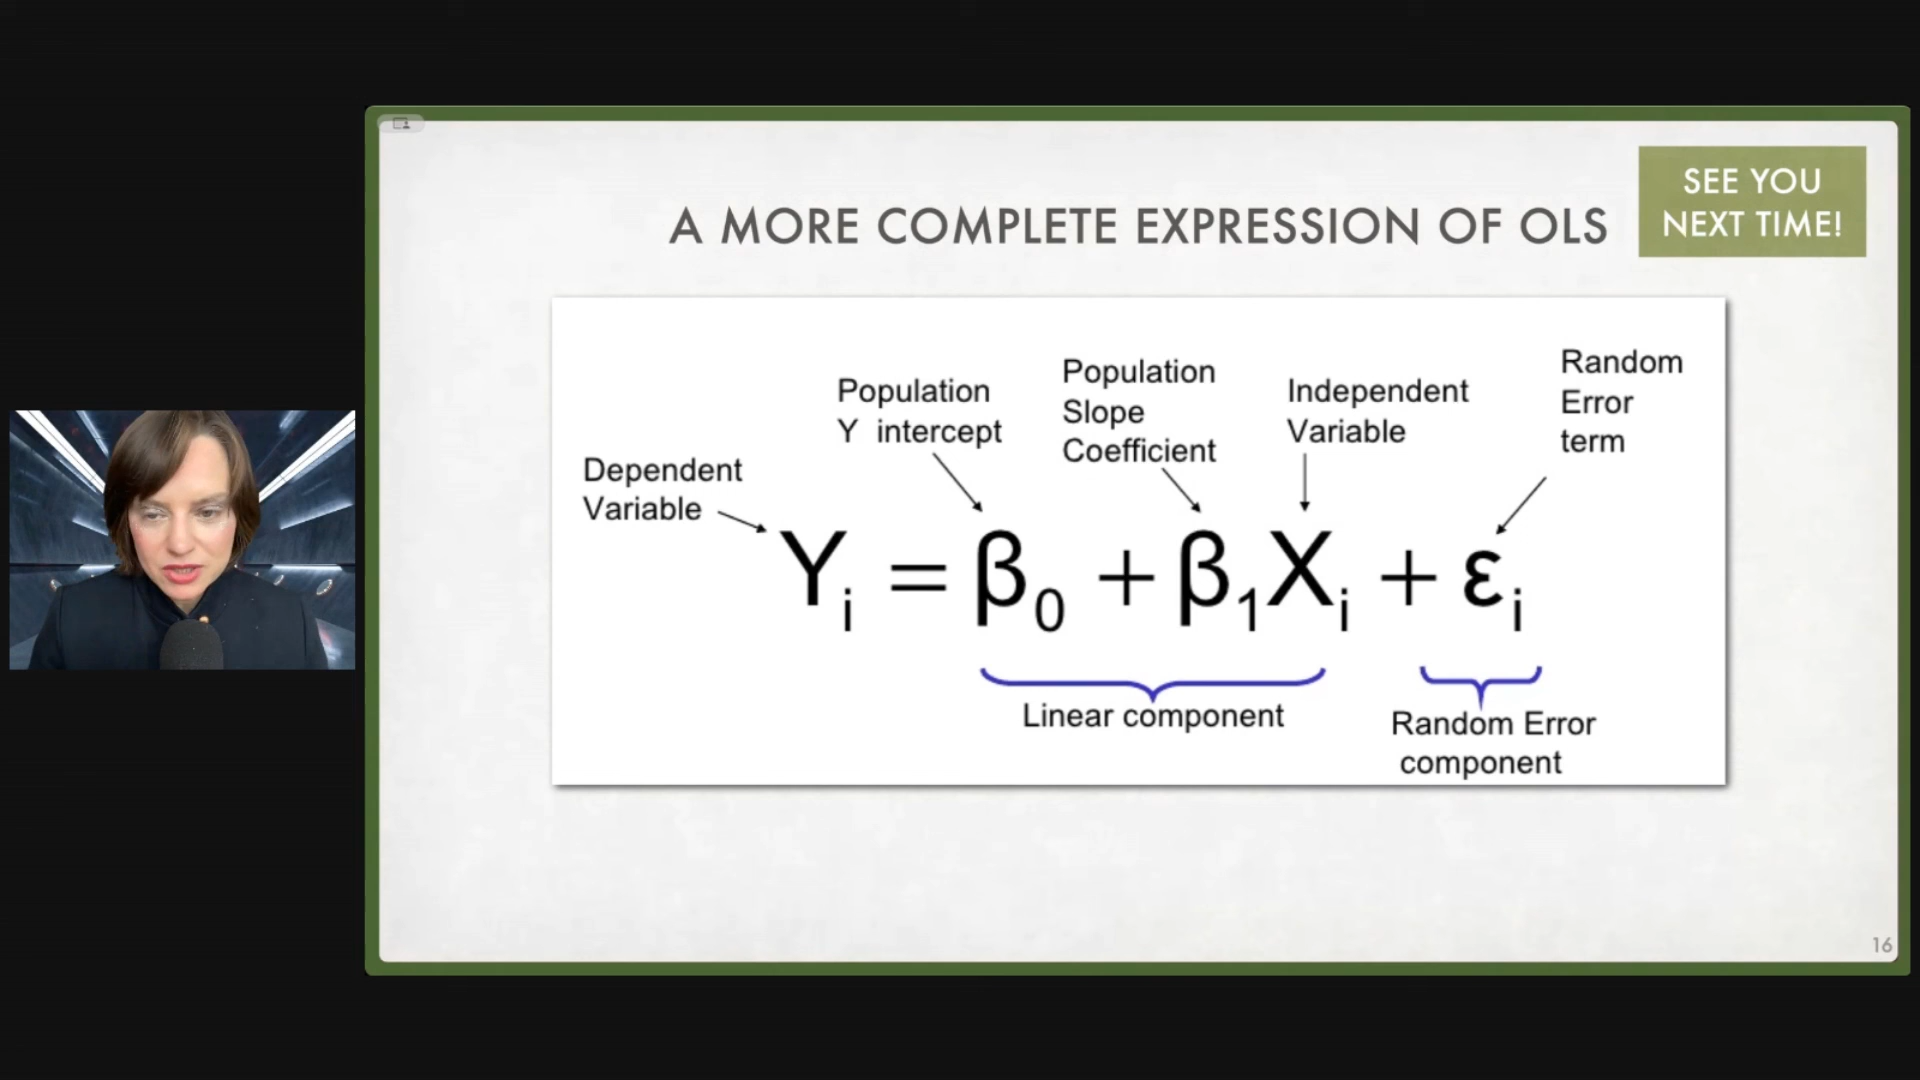 A MORE COMPLETE EXPRESSION OF OLS
SEE YOU
NEXT TIME!
Dependent
Variable
Population
Y intercept
Population
Slope
Coefficient
Independent
Variable
Random
Error
term
Yᵢ = β₀ + β₁Xᵢ + εᵢ
Linear component
Random Error
component
16